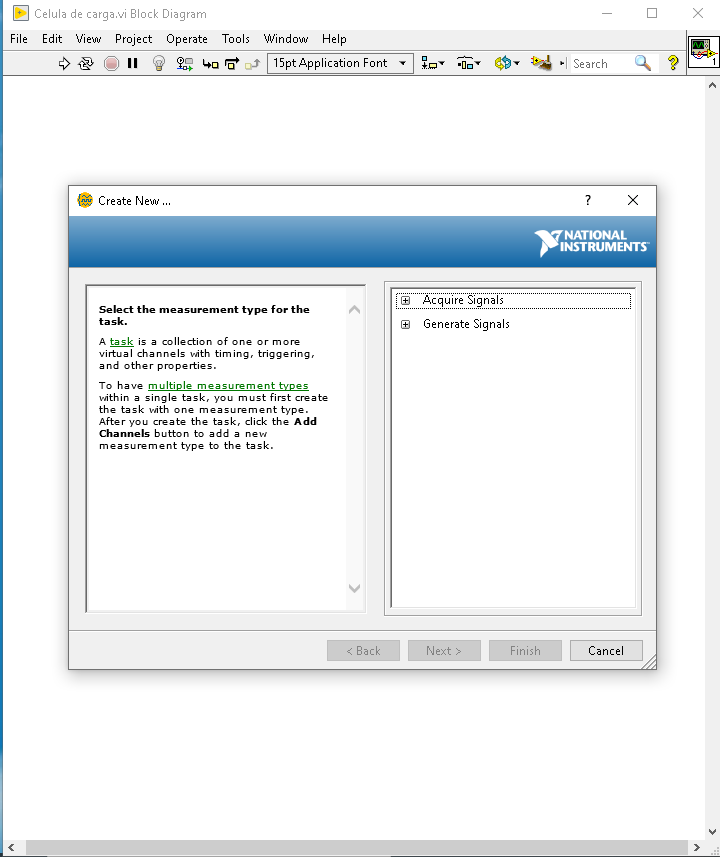 Celula de carga.vi Block Diagram
File Edit View Project Operate Tools Window Help
15pt Application Font
Search
?
1
Create New ...
?
NATIONAL
INSTRUMENTS
Select the measurement type for the
task.
A task is a collection of one or more
virtual channels with timing, triggering,
and other properties.
To have multiple measurement types
within a single task, you must first create
the task with one measurement type.
After you create the task, click the Add
Channels button to add a new
measurement type to the task.
Acquire Signals
Generate Signals
< Back
Next >
Finish
Cancel